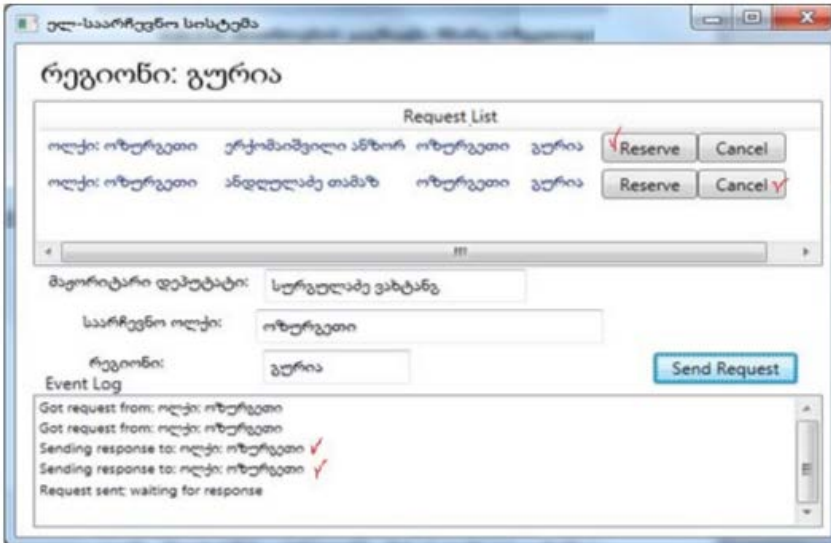 ელ-საარჩევნო სისტემა
რეგიონი: გურია
Request List
ოლქი: ოზურგეთი ერქომაიშვილი ანზორ ოზურგეთი გურია Reserve Cancel
ოლქი: ოზურგეთი ანდღულაძე თამაზ ოზურგეთი გურია Reserve Cancel
მაჟორიტარი დეპუტატი: სურგულაძე ვახტანგ
საარჩევნო ოლქი: ოზურგეთი
რეგიონი: გურია
Send Request
Event Log
Got request from: ოლქი: ოზურგეთი
Got request from: ოლქი: ოზურგეთი
Sending response to: ოლქი: ოზურგეთი
Sending response to: ოლქი: ოზურგეთი
Request sent; waiting for response